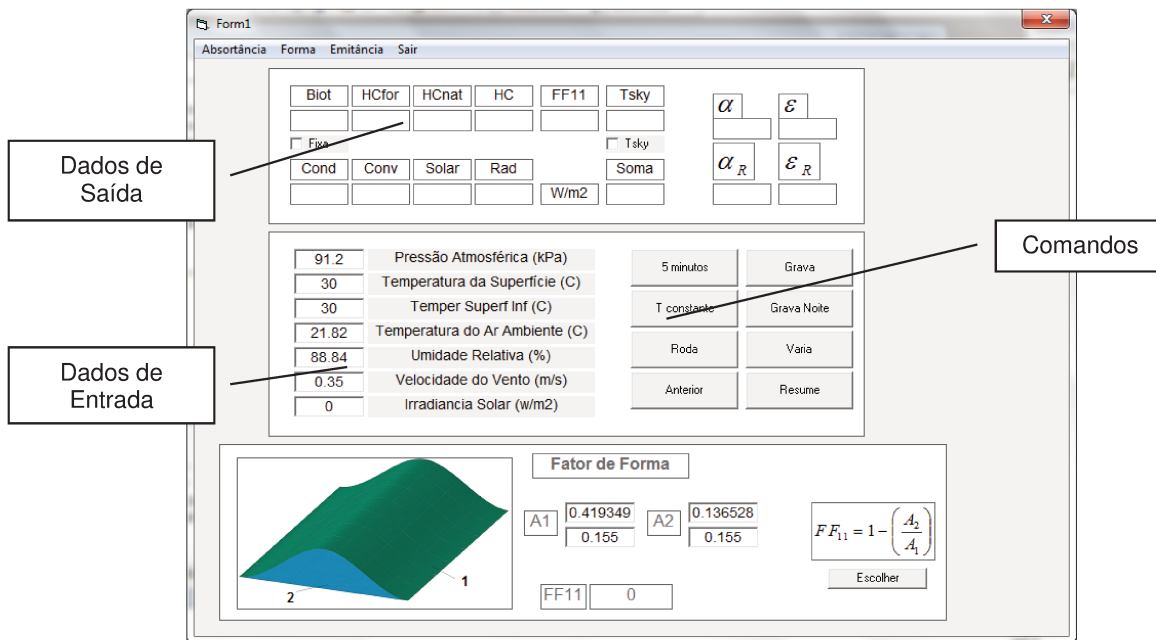 Form1
Absortância Forma Emitância Sair
Biot HCfor HCnat HC FF11 Tsky
α ε
Fixa Tsky
Cond Conv Solar Rad Soma
α R ε R
W/m2
Dados de
Saída
91.2 Pressão Atmosférica (kPa)
30 Temperatura da Superfície (C)
30 Temper Superf Inf (C)
21.82 Temperatura do Ar Ambiente (C)
88.84 Umidade Relativa (%)
0.35 Velocidade do Vento (m/s)
0 Irradiancia Solar (w/m2)
5 minutos Grava
T constante Grava Noite
Roda Varia
Anterior Resume
Comandos
Dados de
Entrada
Fator de Forma
A1 0.419349 A2 0.136528
0.155 0.155
FF11 = 1 − (A2/A1)
Escolher
1
2
FF11 0